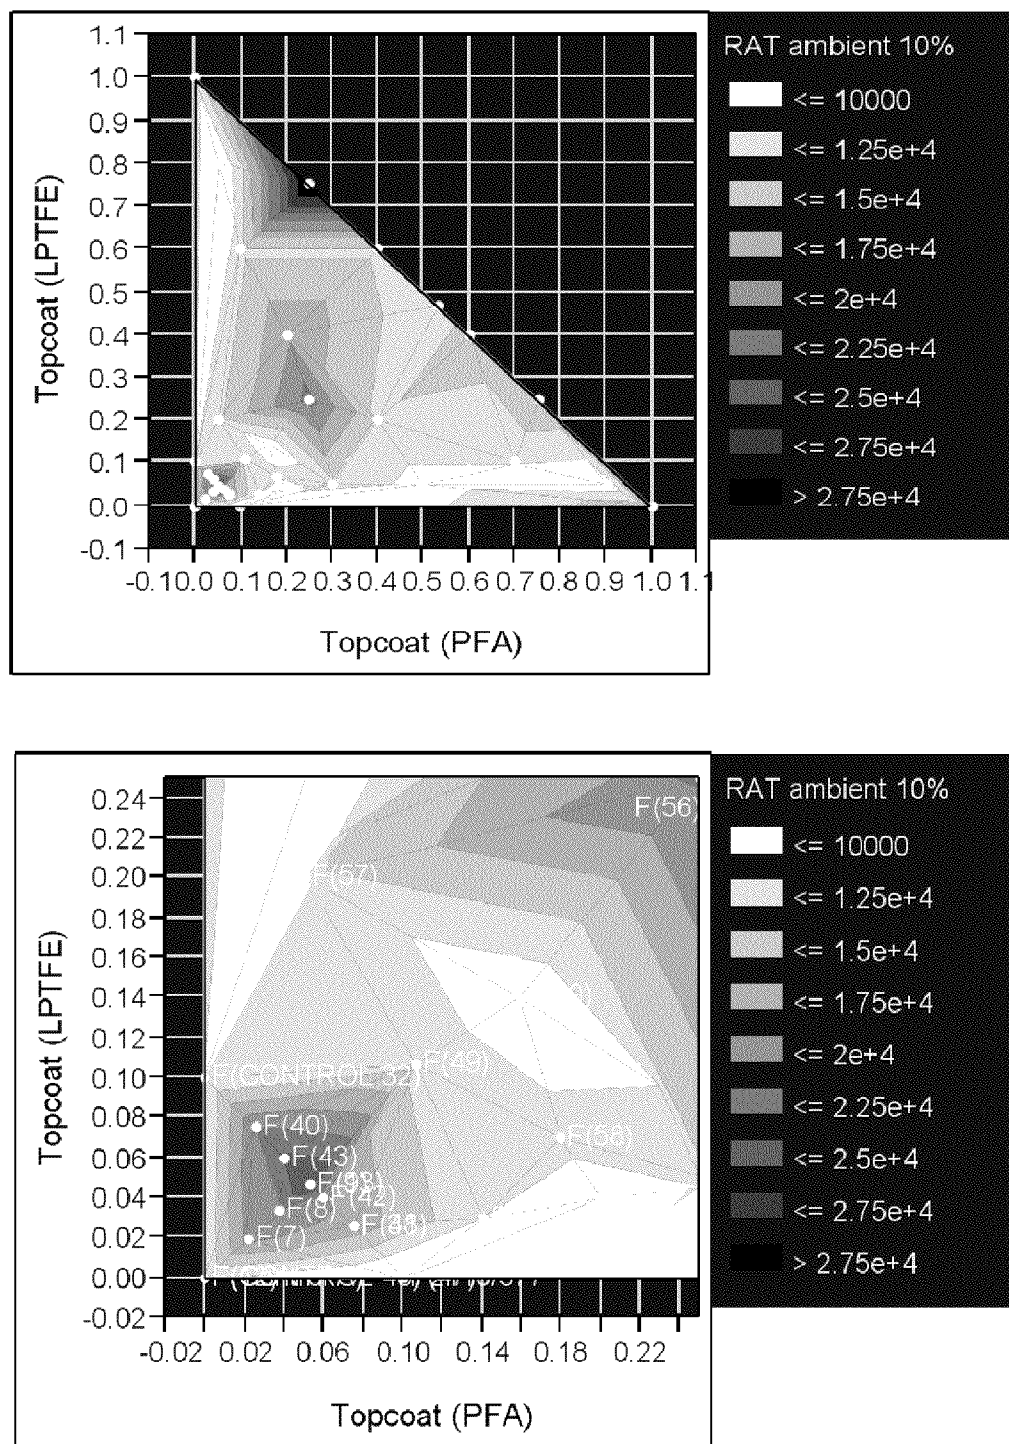 1.1
1.0
0.9
0.8
0.7
0.6
0.5
0.4
0.3
0.2
0.1
0.0
-0.1
Topcoat (LPTFE)
-0.1 0.0 0.1 0.2 0.3 0.4 0.5 0.6 0.7 0.8 0.9 1.0 1.1
Topcoat (PFA)
RAT ambient 10%
<= 10000
<= 1.25e+4
<= 1.5e+4
<= 1.75e+4
<= 2e+4
<= 2.25e+4
<= 2.5e+4
<= 2.75e+4
> 2.75e+4
0.24
0.22
0.20
0.18
0.16
0.14
0.12
0.10
0.08
0.06
0.04
0.02
0.00
-0.02
Topcoat (LPTFE)
F(56)
F(57)
F(49)
F(CONTROL 32)
F(40)
F(58)
F(43)
F(42)
F(8)
F(7)
-0.02 0.02 0.06 0.10 0.14 0.18 0.22
Topcoat (PFA)
RAT ambient 10%
<= 10000
<= 1.25e+4
<= 1.5e+4
<= 1.75e+4
<= 2e+4
<= 2.25e+4
<= 2.5e+4
<= 2.75e+4
> 2.75e+4